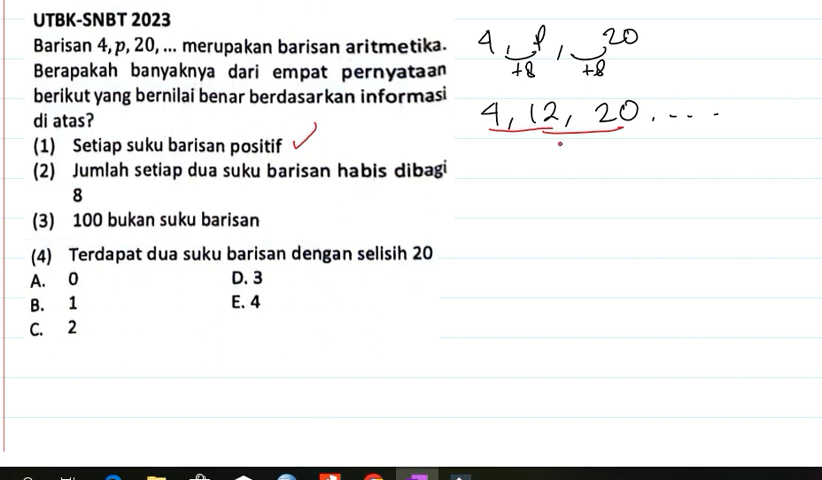 UTBK-SNBT 2023
Barisan 4, p, 20, ... merupakan barisan aritmetika.
Berapakah banyaknya dari empat pernyataan
berikut yang bernilai benar berdasarkan informasi
di atas?
(1) Setiap suku barisan positif
(2) Jumlah setiap dua suku barisan habis dibagi
8
(3) 100 bukan suku barisan
(4) Terdapat dua suku barisan dengan selisih 20
A. 0
B. 1
C. 2
D. 3
E. 4
4, p, 20
+8 +8
4, 12, 20, ....